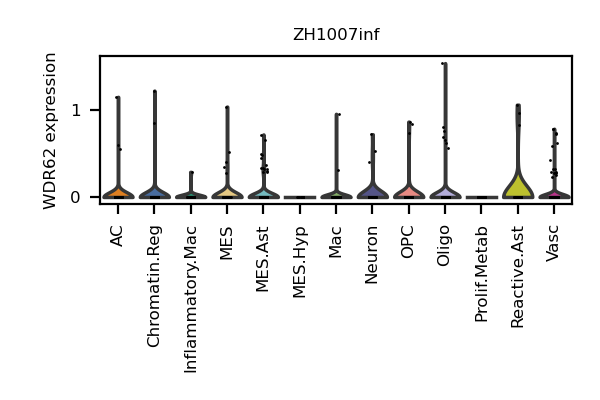 ZH1007inf
WDR62 expression
1
0
AC
Chromatin.Reg
Inflammatory.Mac
MES
MES.Ast
MES.Hyp
Mac
Neuron
OPC
Oligo
Prolif.Metab
Reactive.Ast
Vasc